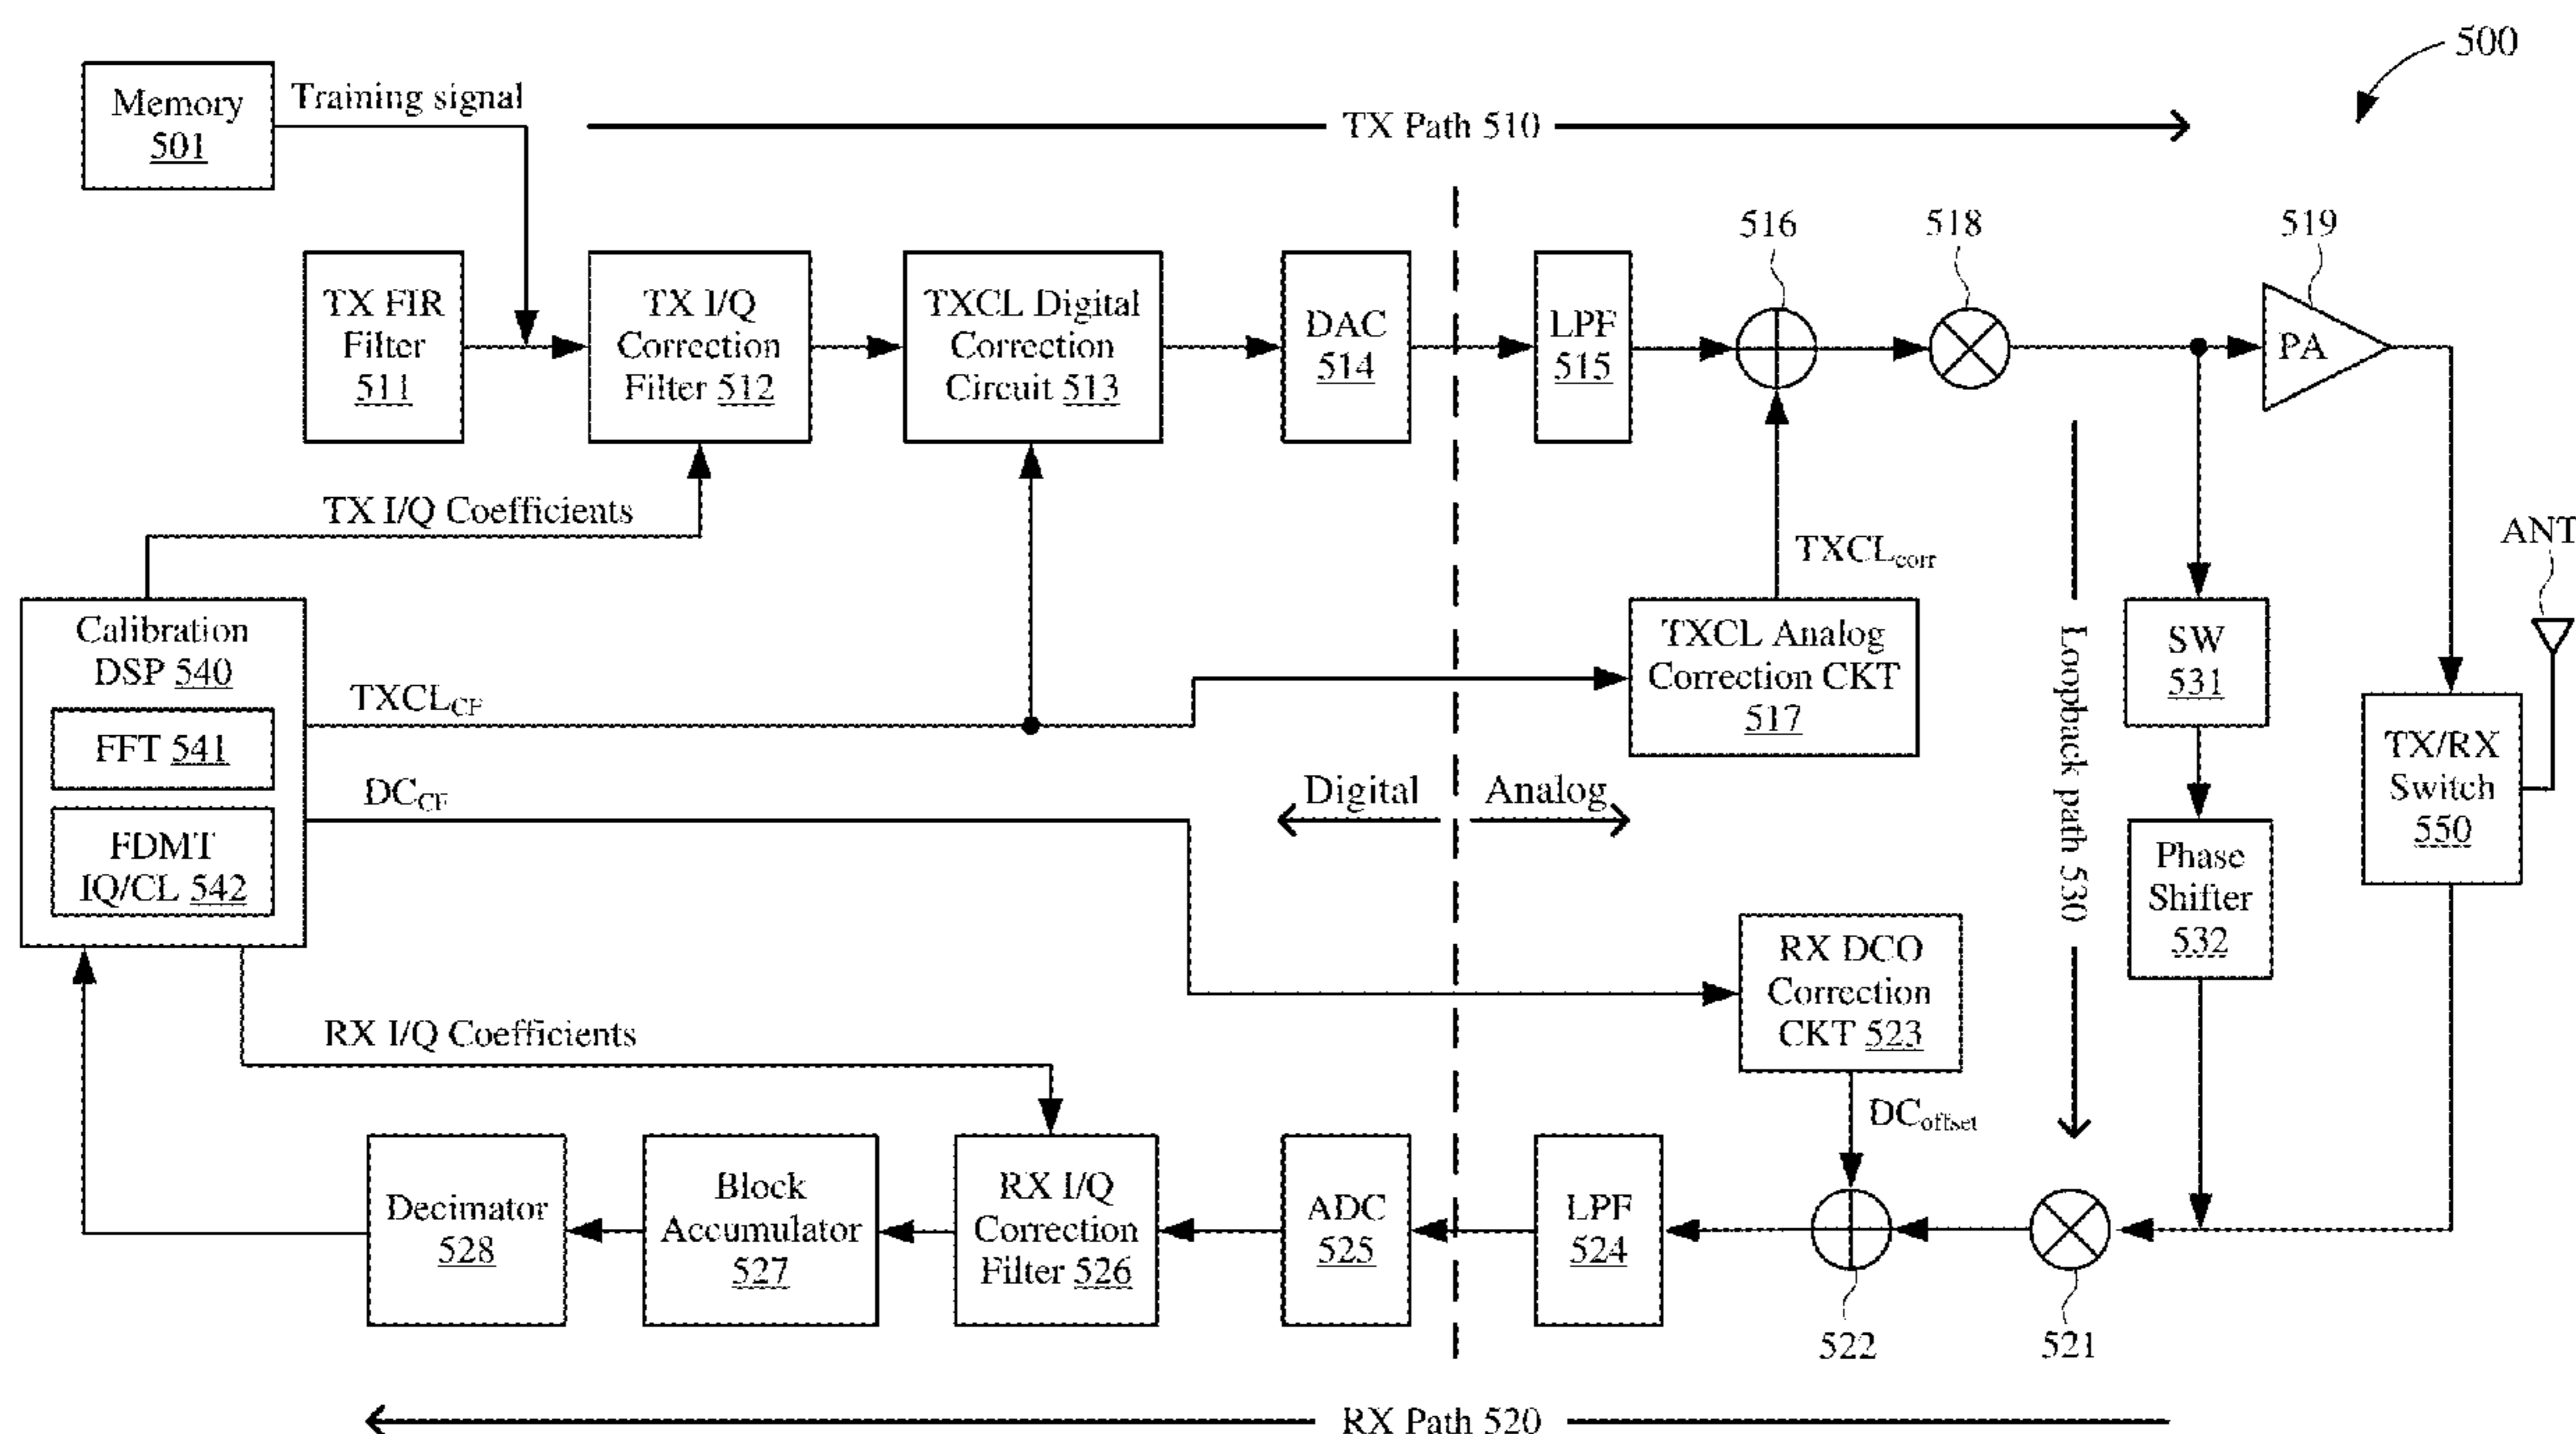 500
Memory
501
Training signal
TX Path 510
516
518
519
TX FIR
Filter
511
TX I/Q
Correction
Filter 512
TXCL Digital
Correction
Circuit 513
DAC
514
LPF
515
PA
TX I/Q Coefficients
TXCLcorr
ANT
Calibration
DSP 540
FFT 541
FDMT
IQ/CL 542
TXCLCF
TXCL Analog
Correction CKT
517
Loopback path 530
SW
531
TX/RX
Switch
550
DCCF
Digital
Analog
Phase
Shifter
532
RX DCO
Correction
CKT 523
RX I/Q Coefficients
DCoffset
Decimator
528
Block
Accumulator
527
RX I/Q
Correction
Filter 526
ADC
525
LPF
524
522
521
RX Path 520